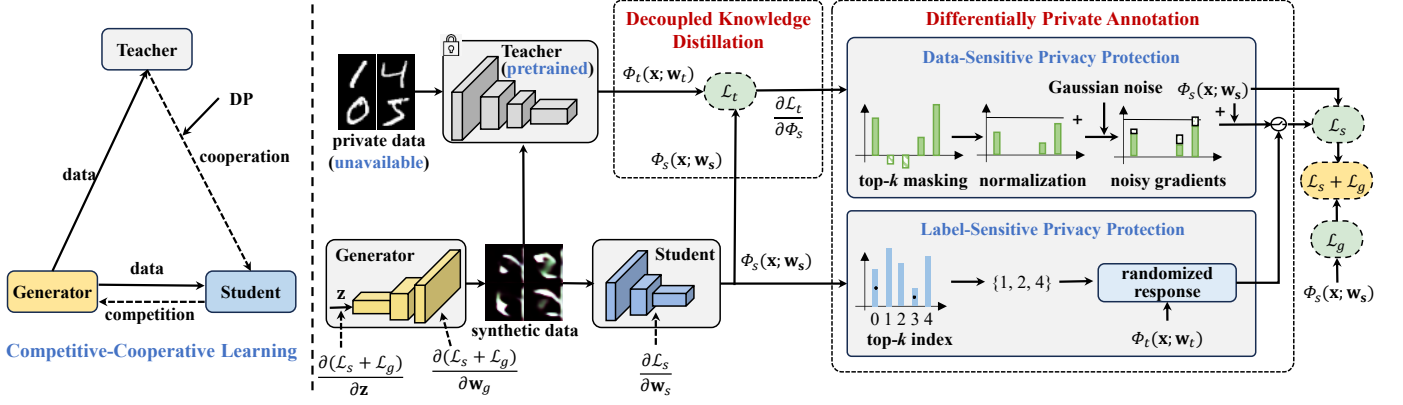 Teacher
DP
cooperation
data
Generator
data
competition
Student
Competitive-Cooperative Learning
private data
(unavailable)
Teacher
(pretrained)
Decoupled Knowledge
Distillation
Φ_t(x; w_t)
ℒ_t
∂ℒ_t
∂Φ_s
Φ_s(x; w_s)
Generator
z
synthetic data
Student
Φ_s(x; w_s)
∂(ℒ_s + ℒ_g)
∂z
∂(ℒ_s + ℒ_g)
∂w_g
∂ℒ_s
∂w_s
Differentially Private Annotation
Data-Sensitive Privacy Protection
Gaussian noise
Φ_s(x; w_s)
+
+
top-k masking
normalization
noisy gradients
Label-Sensitive Privacy Protection
0 1 2 3 4
top-k index
{1, 2, 4}
randomized
response
Φ_t(x; w_t)
ℒ_s
ℒ_s + ℒ_g
ℒ_g
Φ_s(x; w_s)